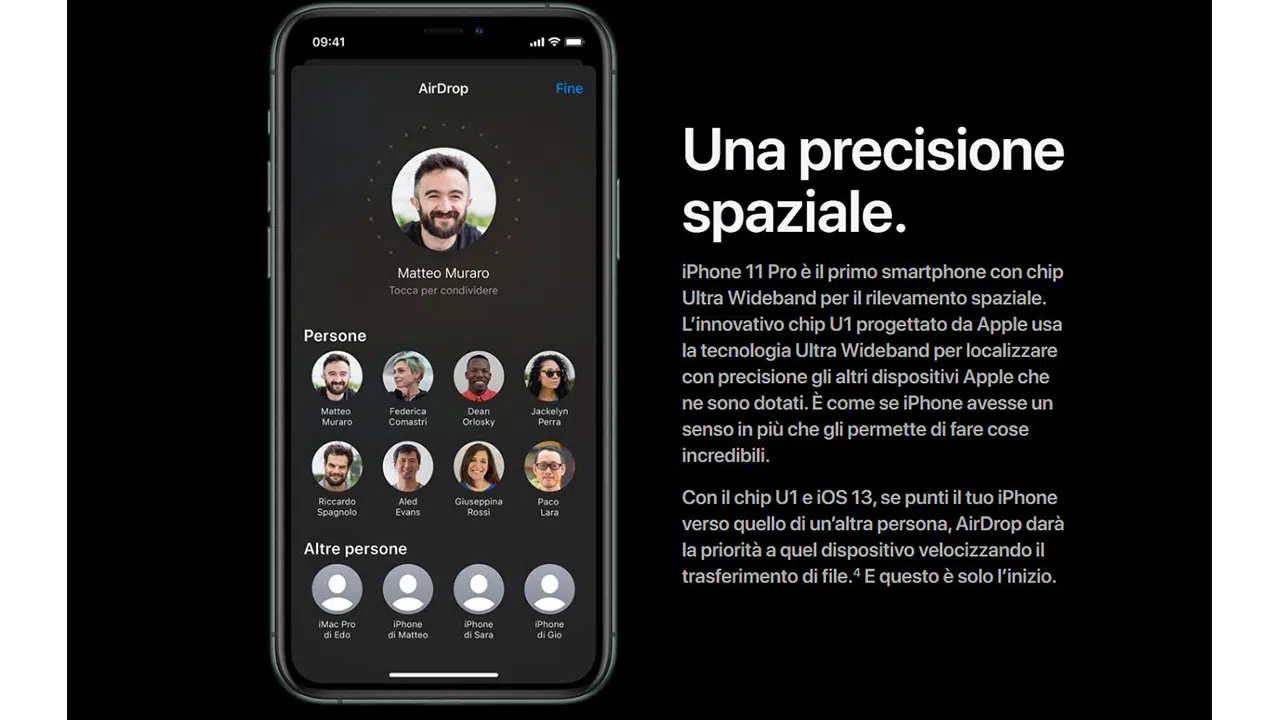 09:41
AirDrop
Fine
Matteo Muraro
Tocca per condividere
Persone
Matteo
Muraro
Federica
Comastri
Dean
Orlosky
Jackelyn
Perra
Riccardo
Spagnolo
Aled
Evans
Giuseppina
Rossi
Paco
Lara
Altre persone
iMac Pro
di Edo
iPhone
di Matteo
iPhone
di Sara
iPhone
di Gio
Una precisione
spaziale.
iPhone 11 Pro è il primo smartphone con chip
Ultra Wideband per il rilevamento spaziale.
L’innovativo chip U1 progettato da Apple usa
la tecnologia Ultra Wideband per localizzare
con precisione gli altri dispositivi Apple che
ne sono dotati. È come se iPhone avesse un
senso in più che gli permette di fare cose
incredibili.
Con il chip U1 e iOS 13, se punti il tuo iPhone
verso quello di un’altra persona, AirDrop darà
la priorità a quel dispositivo velocizzando il
trasferimento di file.⁴ E questo è solo l’inizio.